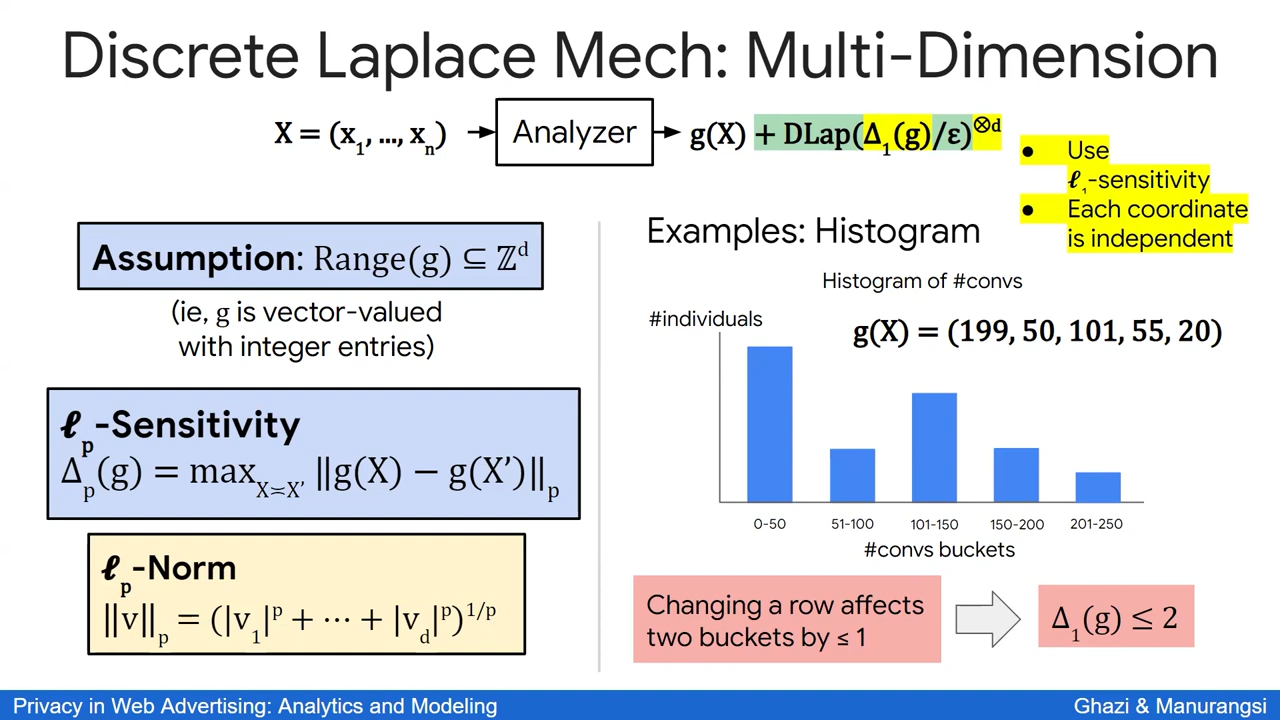 Discrete Laplace Mech: Multi-Dimension
X = (x₁, ..., xₙ)
Analyzer
g(X) + DLap(Δ₁(g)/ε)^⊗d
● Use
ℓ₁-sensitivity
● Each coordinate
is independent
Assumption: Range(g) ⊆ ℤᵈ
(ie, g is vector-valued
with integer entries)
ℓₚ-Sensitivity
Δₚ(g) = max_X≍X’ ‖g(X) − g(X’)‖ₚ
ℓₚ-Norm
‖v‖ₚ = (|v₁|ᵖ + ⋯ + |v_d|ᵖ)^1/p
Examples: Histogram
Histogram of #convs
#individuals
g(X) = (199, 50, 101, 55, 20)
0-50 51-100 101-150 150-200 201-250
#convs buckets
Changing a row affects
two buckets by ≤ 1
Δ₁(g) ≤ 2
Privacy in Web Advertising: Analytics and Modeling
Ghazi & Manurangsi